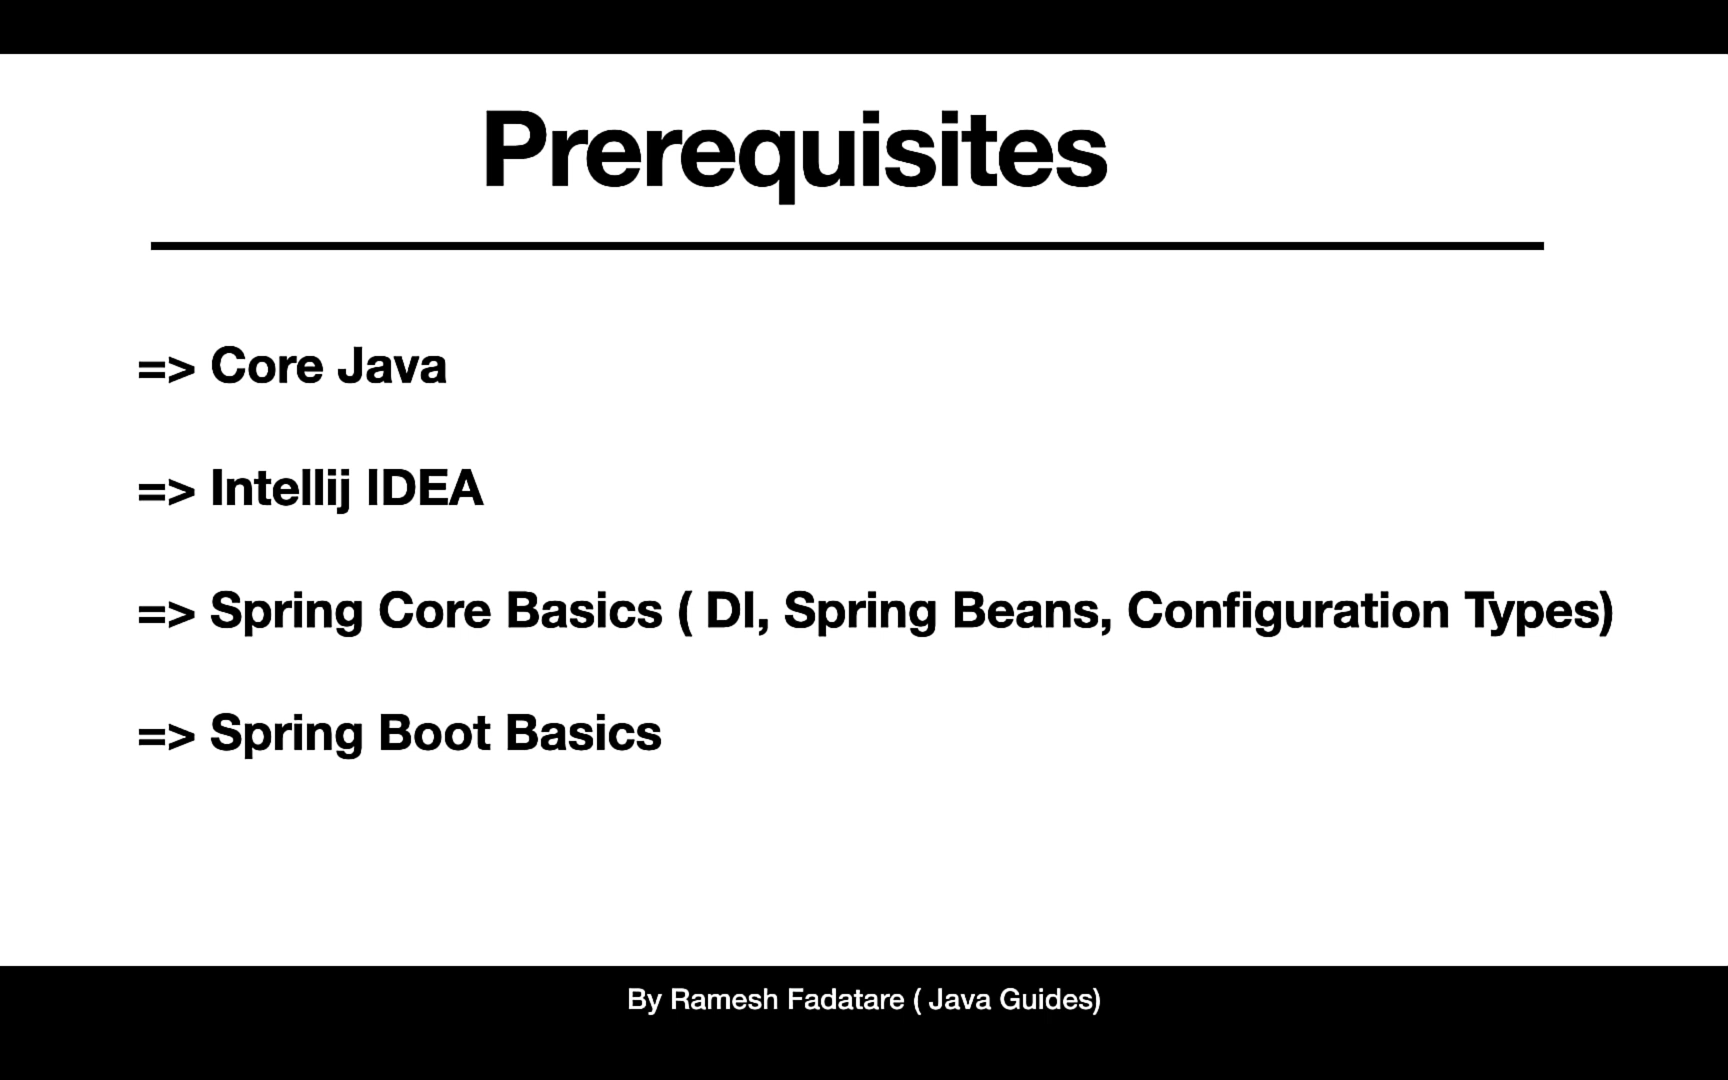 Prerequisites
=> Core Java
=> Intellij IDEA
=> Spring Core Basics ( DI, Spring Beans, Configuration Types)
=> Spring Boot Basics
By Ramesh Fadatare ( Java Guides)